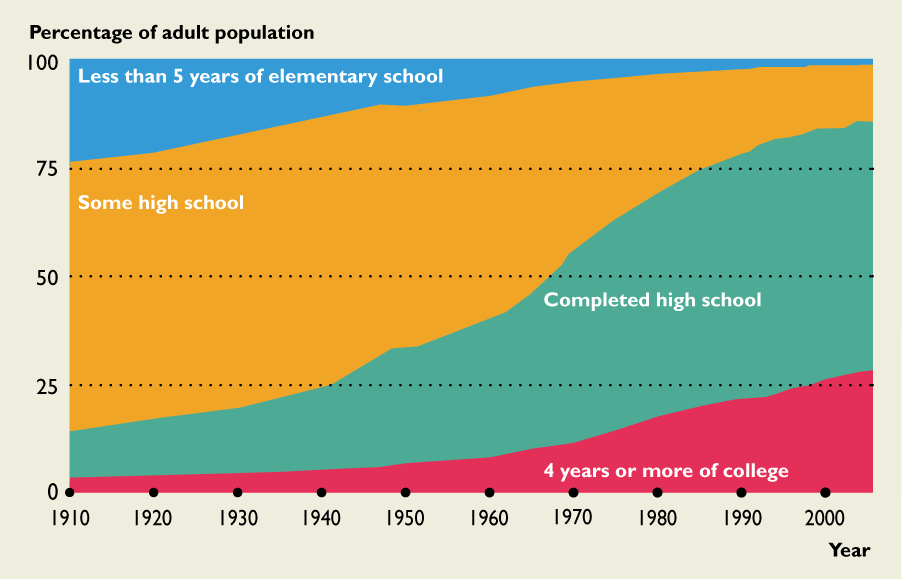 Percentage of adult population
100
Less than 5 years of elementary school
75
Some high school
50
Completed high school
25
4 years or more of college
0
1910 1920 1930 1940 1950 1960 1970 1980 1990 2000
Year